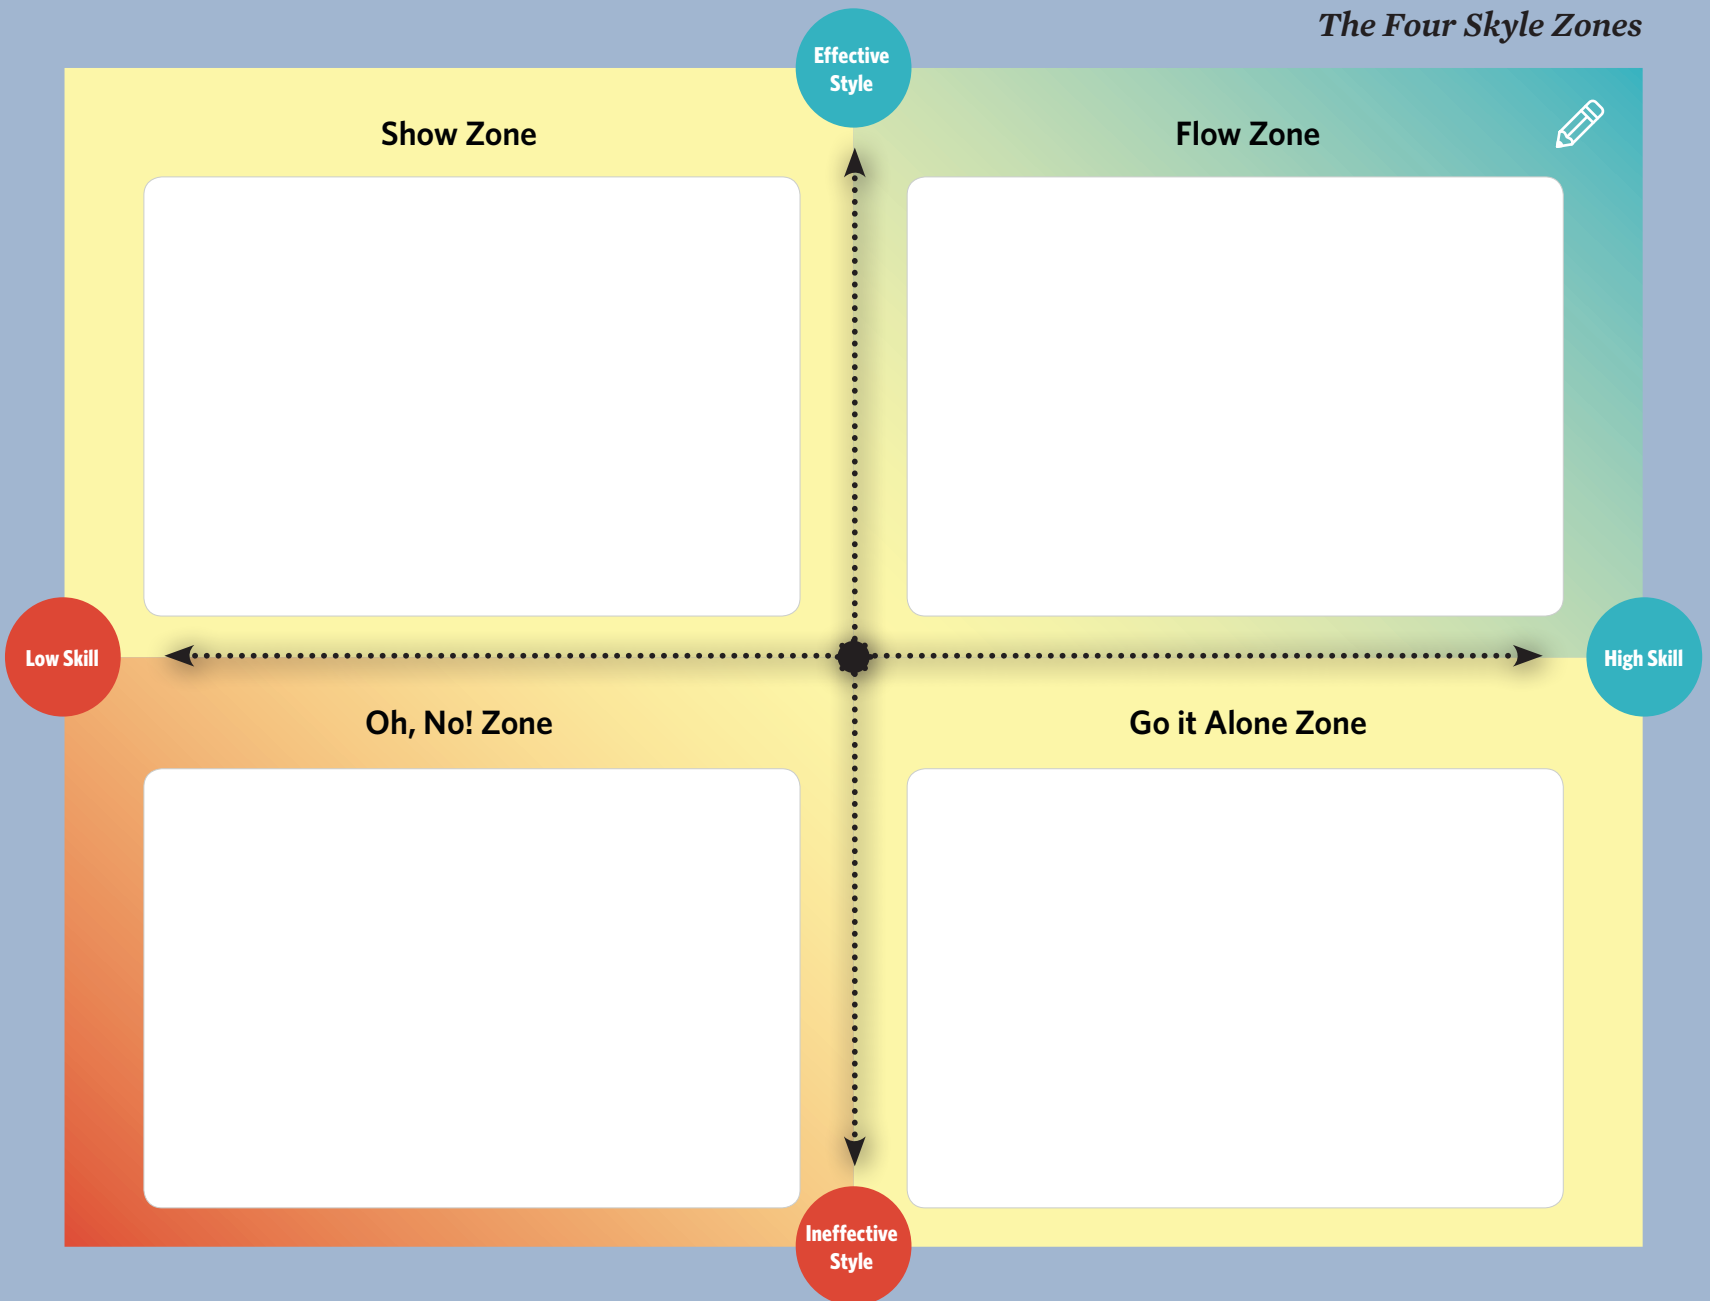 The Four Skyle Zones
Effective
Style
Show Zone
Flow Zone
Low Skill
High Skill
Oh, No! Zone
Go it Alone Zone
Ineffective
Style